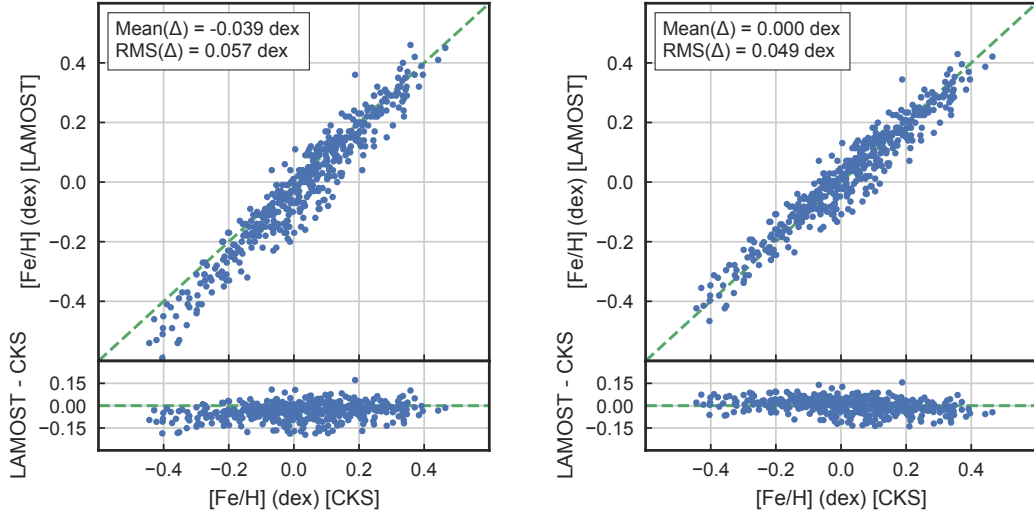 Mean(Δ) = -0.039 dex
RMS(Δ) = 0.057 dex
0.4
0.2
0.0
−0.2
−0.4
[Fe/H] (dex) [LAMOST]
0.15
0.00
−0.15
LAMOST - CKS
−0.4 −0.2 0.0 0.2 0.4
[Fe/H] (dex) [CKS]
Mean(Δ) = 0.000 dex
RMS(Δ) = 0.049 dex
0.4
0.2
0.0
−0.2
−0.4
[Fe/H] (dex) [LAMOST]
0.15
0.00
−0.15
LAMOST - CKS
−0.4 −0.2 0.0 0.2 0.4
[Fe/H] (dex) [CKS]